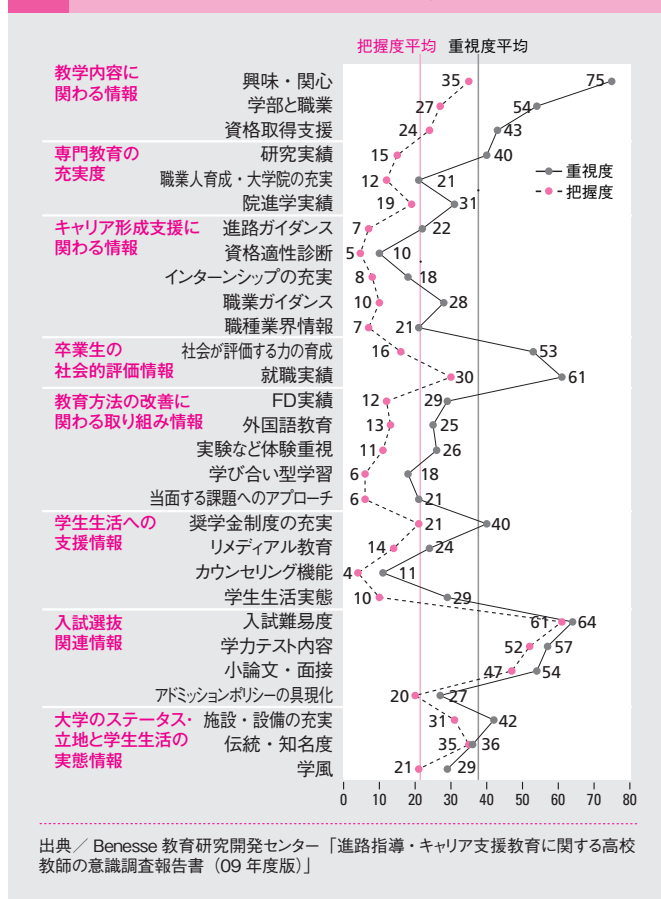 把握度平均 重視度平均
教学内容に
関わる情報
興味・関心 35 75
学部と職業 27 54
資格取得支援 24 43
専門教育の
充実度
研究実績 15 40
職業人育成・大学院の充実 12 21
院進学実績 19 31
重視度
把握度
キャリア形成支援に
関わる情報
進路ガイダンス 7 22
資格適性診断 5 10
インターンシップの充実 8 18
職業ガイダンス 10 28
職種業界情報 7 21
卒業生の
社会的評価情報
社会が評価する力の育成 16 53
就職実績 30 61
教育方法の改善に
関わる取り組み情報
FD実績 12 29
外国語教育 13 25
実験など体験重視 11 26
学び合い型学習 6 18
当面する課題へのアプローチ 6 21
学生生活への
支援情報
奨学金制度の充実 21 40
リメディアル教育 14 24
カウンセリング機能 4 11
学生生活実態 10 29
入試選抜
関連情報
入試難易度 61 64
学力テスト内容 52 57
小論文・面接 47 54
アドミッションポリシーの具現化 20 27
大学のステータス・
立地と学生生活の
実態情報
施設・設備の充実 31 42
伝統・知名度 35 36
学風 21 29
0 10 20 30 40 50 60 70 80
出典／ Benesse 教育研究開発センター「進路指導・キャリア支援教育に関する高校
教師の意識調査報告書（09 年度版）」